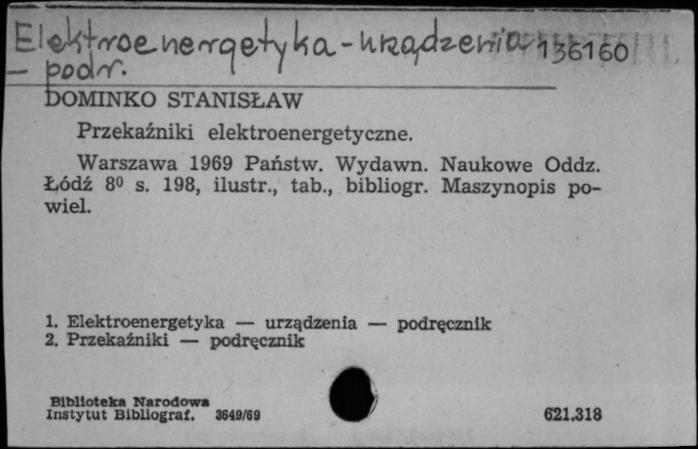 Elektroenergetyka - urządzenia 136160
- podr.
DOMINKO STANISŁAW
Przekaźniki elektroenergetyczne.
Warszawa 1969 Państw. Wydawn. Naukowe Oddz.
Łódź 8⁰ s. 198, ilustr., tab., bibliogr. Maszynopis po-
wiel.
1. Elektroenergetyka — urządzenia — podręcznik
2. Przekaźniki — podręcznik
Biblioteka Narodowa
Instytut Bibliograf. 3649/69 621.318